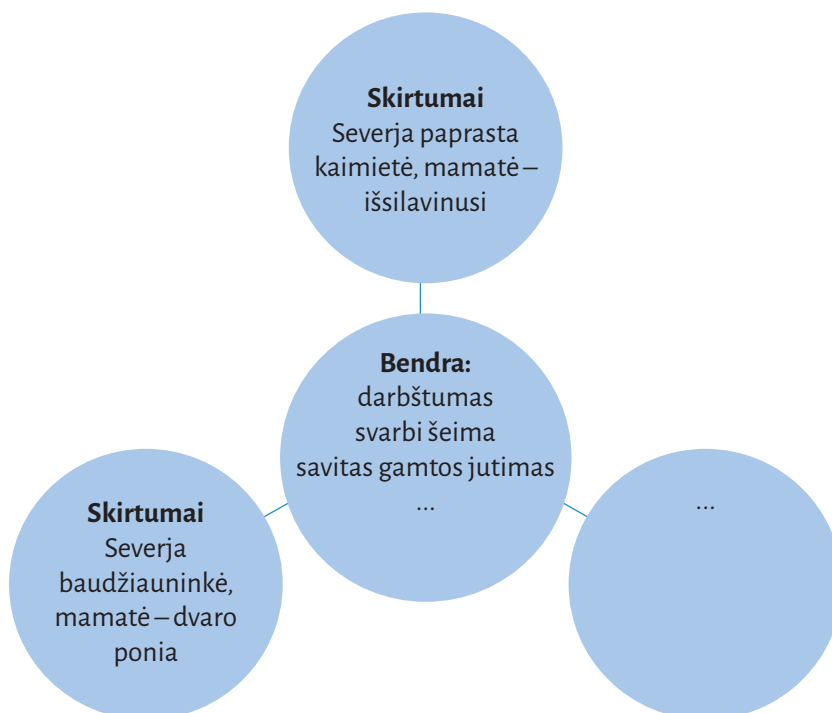 Skirtumai
Severja paprasta
kaimietė, mamatė –
išsilavinusi
Bendra:
darbštumas
svarbi šeima
savitas gamtos jutimas
...
Skirtumai
Severja
baudžiauninkė,
mamatė – dvaro
ponia
...